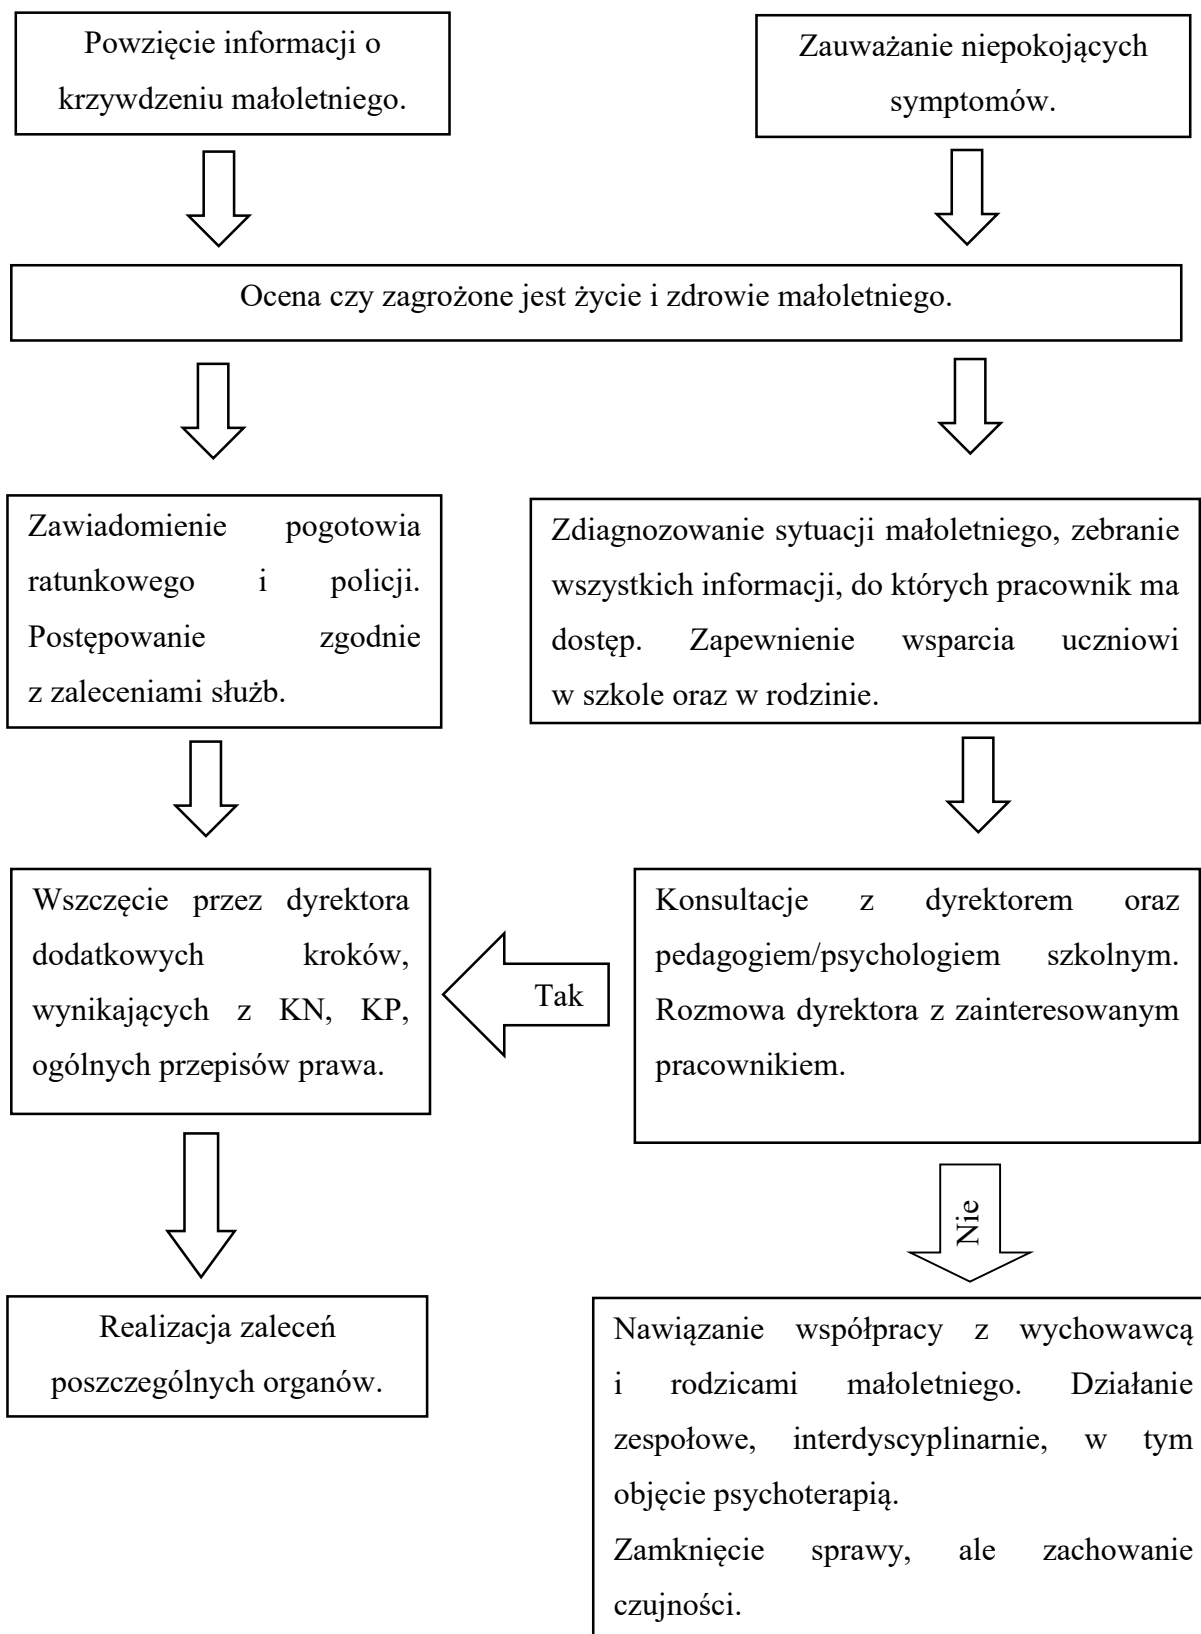 Powzięcie informacji o
krzywdzeniu małoletniego.
Zauważanie niepokojących
symptomów.
Ocena czy zagrożone jest życie i zdrowie małoletniego.
Zawiadomienie pogotowia
ratunkowego i policji.
Postępowanie zgodnie
z zaleceniami służb.
Zdiagnozowanie sytuacji małoletniego, zebranie
wszystkich informacji, do których pracownik ma
dostęp. Zapewnienie wsparcia uczniowi
w szkole oraz w rodzinie.
Wszczęcie przez dyrektora
dodatkowych kroków,
wynikających z KN, KP,
ogólnych przepisów prawa.
Tak
Konsultacje z dyrektorem oraz
pedagogiem/psychologiem szkolnym.
Rozmowa dyrektora z zainteresowanym
pracownikiem.
Nie
Realizacja zaleceń
poszczególnych organów.
Nawiązanie współpracy z wychowawcą
i rodzicami małoletniego. Działanie
zespołowe, interdyscyplinarnie, w tym
objęcie psychoterapią.
Zamknięcie sprawy, ale zachowanie
czujności.